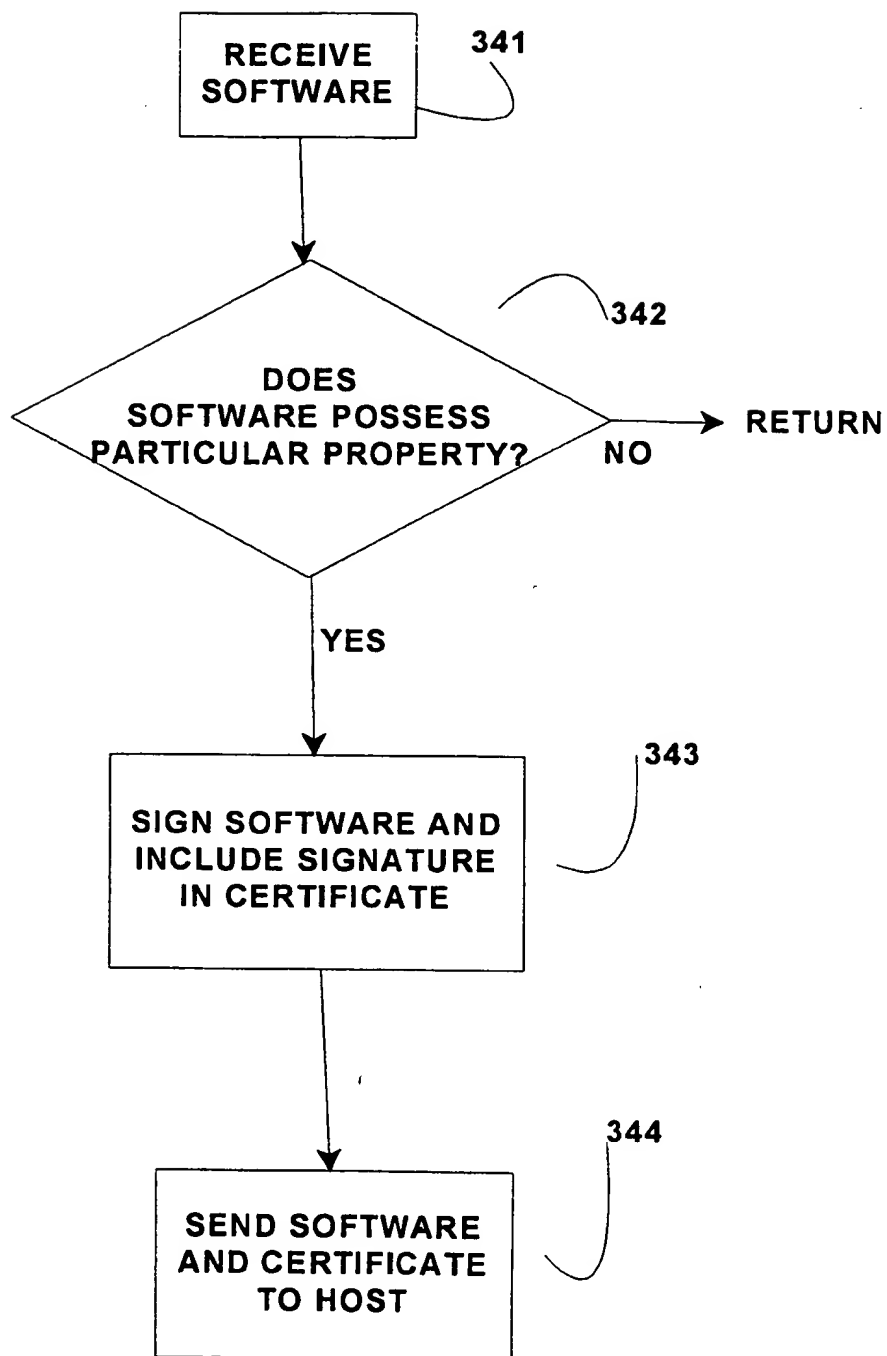 RECEIVE
SOFTWARE
341
342
DOES
SOFTWARE POSSESS
PARTICULAR PROPERTY?
NO
RETURN
YES
343
SIGN SOFTWARE AND
INCLUDE SIGNATURE
IN CERTIFICATE
344
SEND SOFTWARE
AND CERTIFICATE
TO HOST